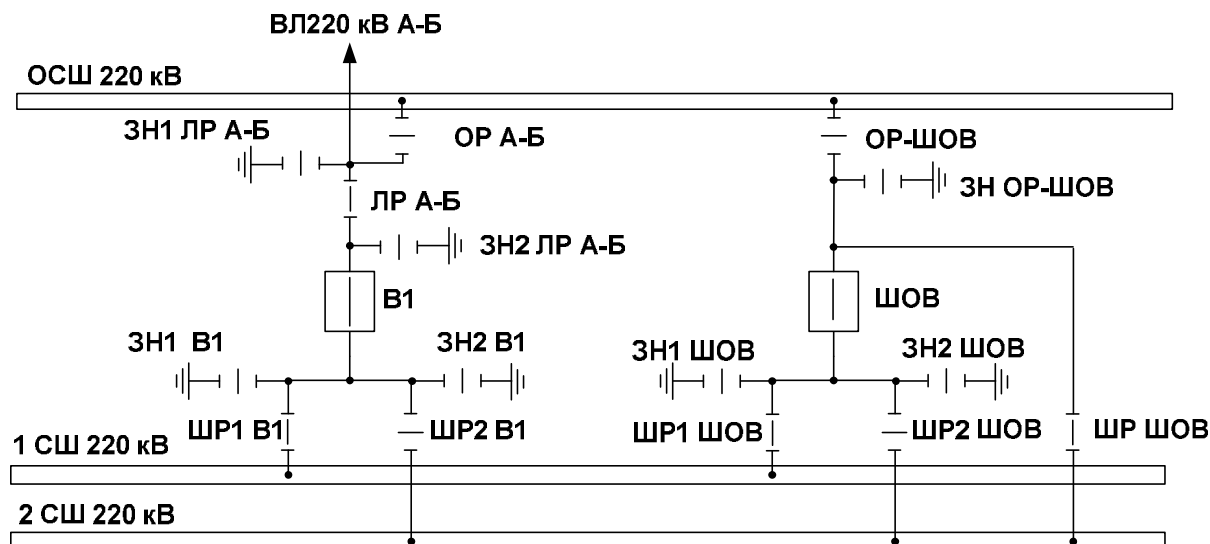 ВЛ220 кВ А-Б
ОСШ 220 кВ
ЗН1 ЛР А-Б
ОР А-Б
ОР-ШОВ
ЛР А-Б
ЗН ОР-ШОВ
ЗН2 ЛР А-Б
В1
ШОВ
ЗН1 В1
ЗН2 В1
ЗН1 ШОВ
ЗН2 ШОВ
ШР1 В1
ШР2 В1
ШР1 ШОВ
ШР2 ШОВ
ШР ШОВ
1 СШ 220 кВ
2 СШ 220 кВ